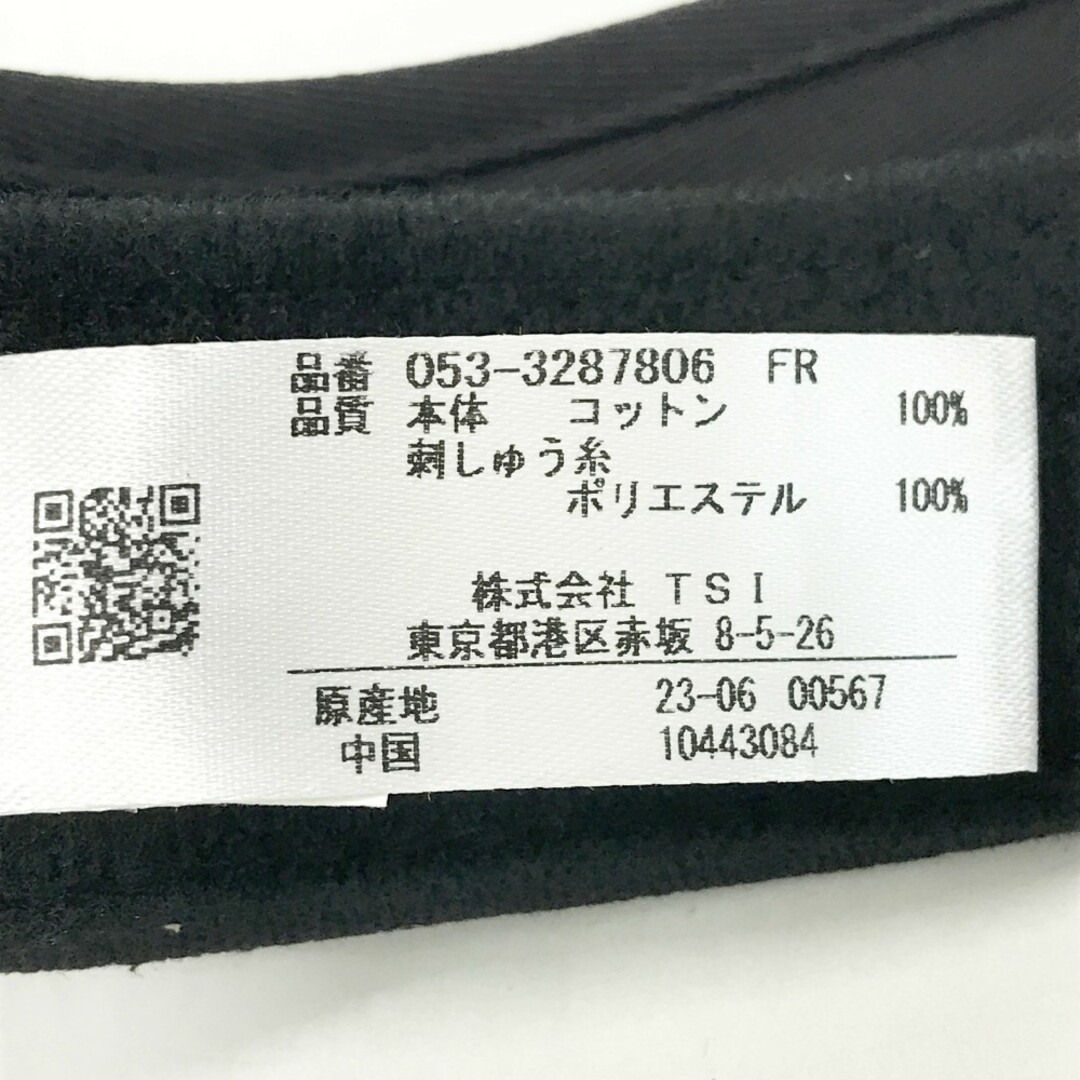 品番 053-3287806 FR
品質 本体 コットン 100%
刺しゅう糸
ポリエステル 100%
株式会社 TSI
東京都港区赤坂 8-5-26
原産地 23-06 00567
中国 10443084